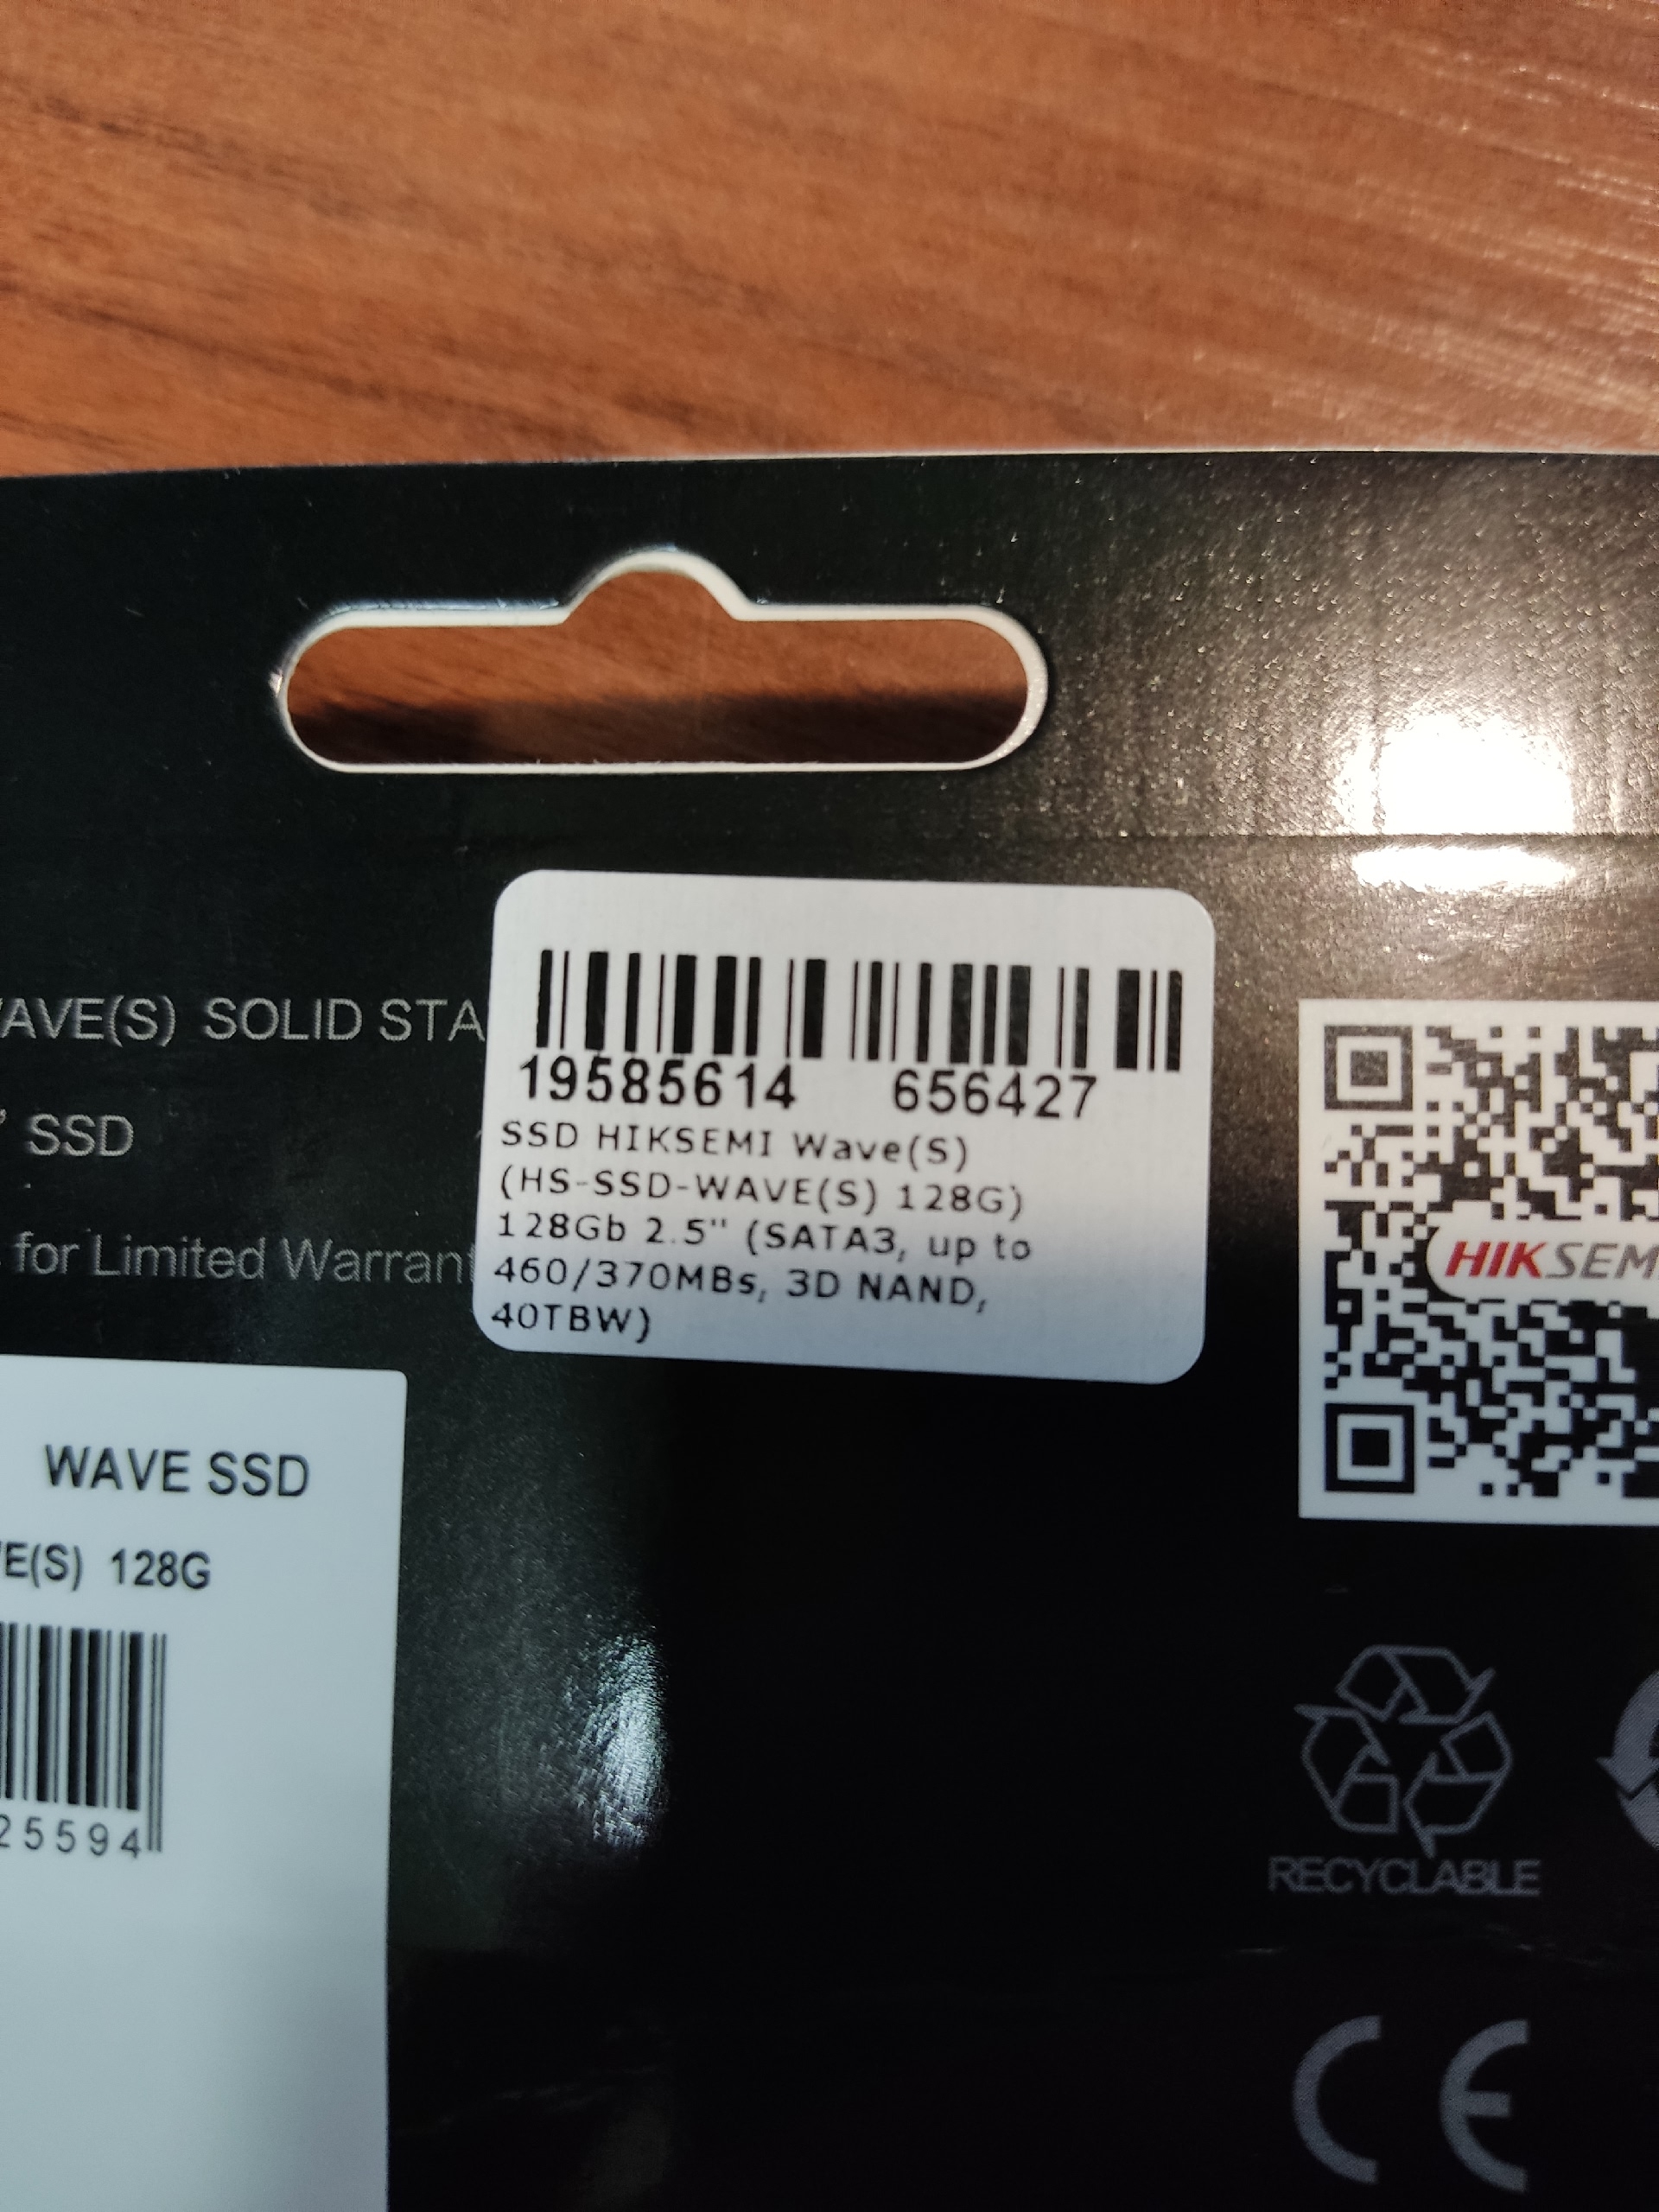 WAVE(S) SOLID STA
SSD
for Limited Warrant
19585614 656427
SSD HIKSEMI Wave(S)
(HS-SSD-WAVE(S) 128G)
128Gb 2.5" (SATA3, up to
460/370MBs, 3D NAND,
40TBW)
HIKSEM
WAVE SSD
VE(S) 128G
25594
RECYCLABLE
CE